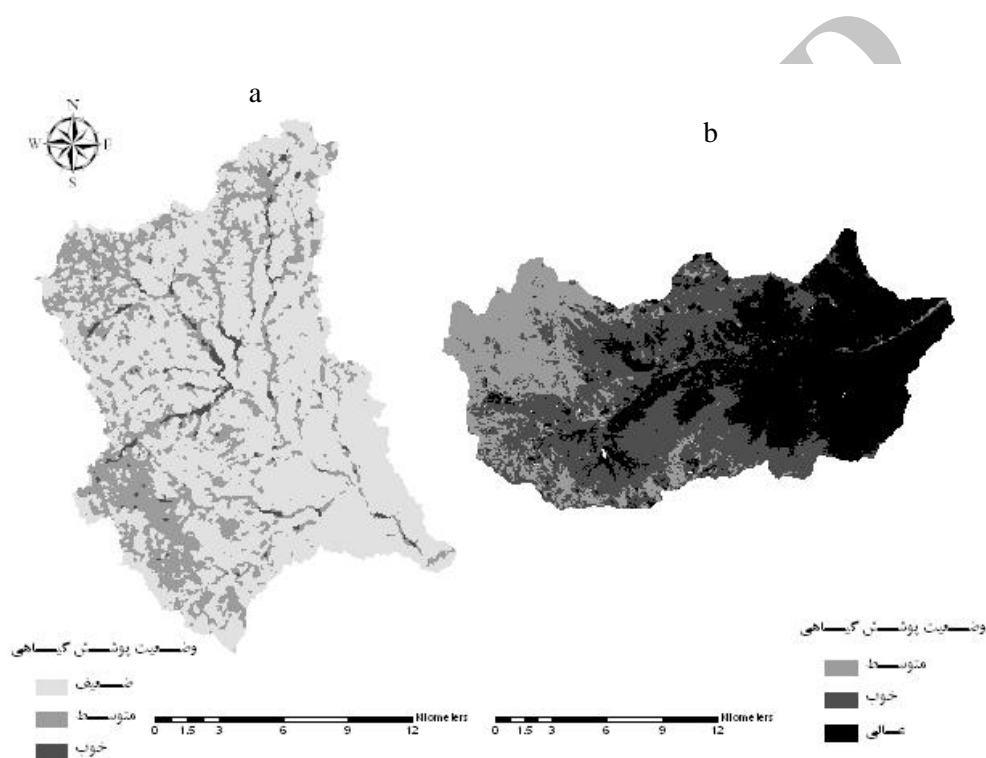 a
b
N
W E
S
وضعیت پوشش گیاهی
ضعیف
متوسط
خوب
Kilometers
0 1.5 3 6 9 12
Kilometers
0 1.5 3 6 9 12
وضعیت پوشش گیاهی
متوسط
خوب
عالی